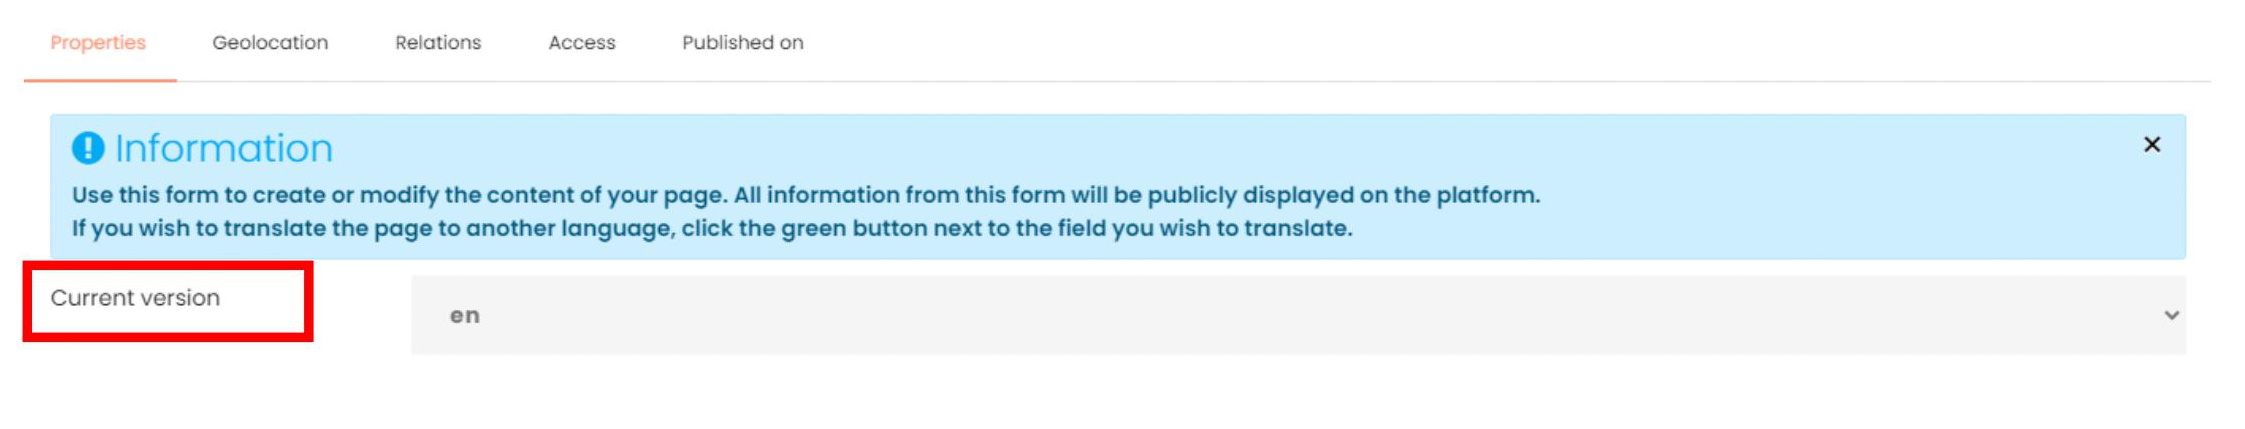 Properties Geolocation Relations Access Published on
Information
Use this form to create or modify the content of your page. All information from this form will be publicly displayed on the platform.
If you wish to translate the page to another language, click the green button next to the field you wish to translate.
Current version
en